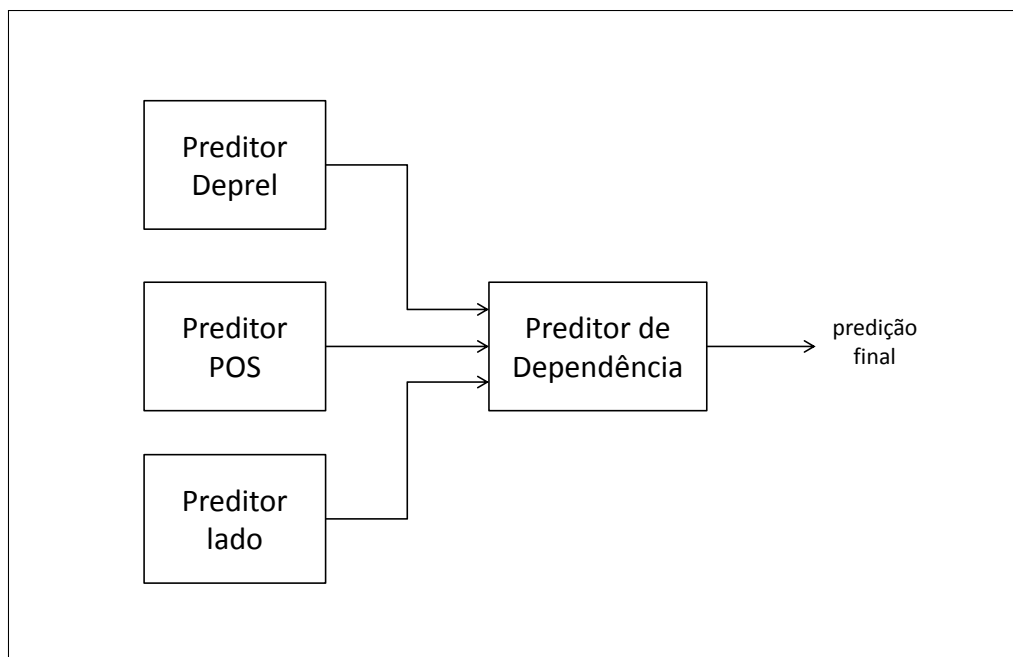 Preditor
Deprel
Preditor
POS
Preditor
lado
Preditor de
Dependência
predição
final